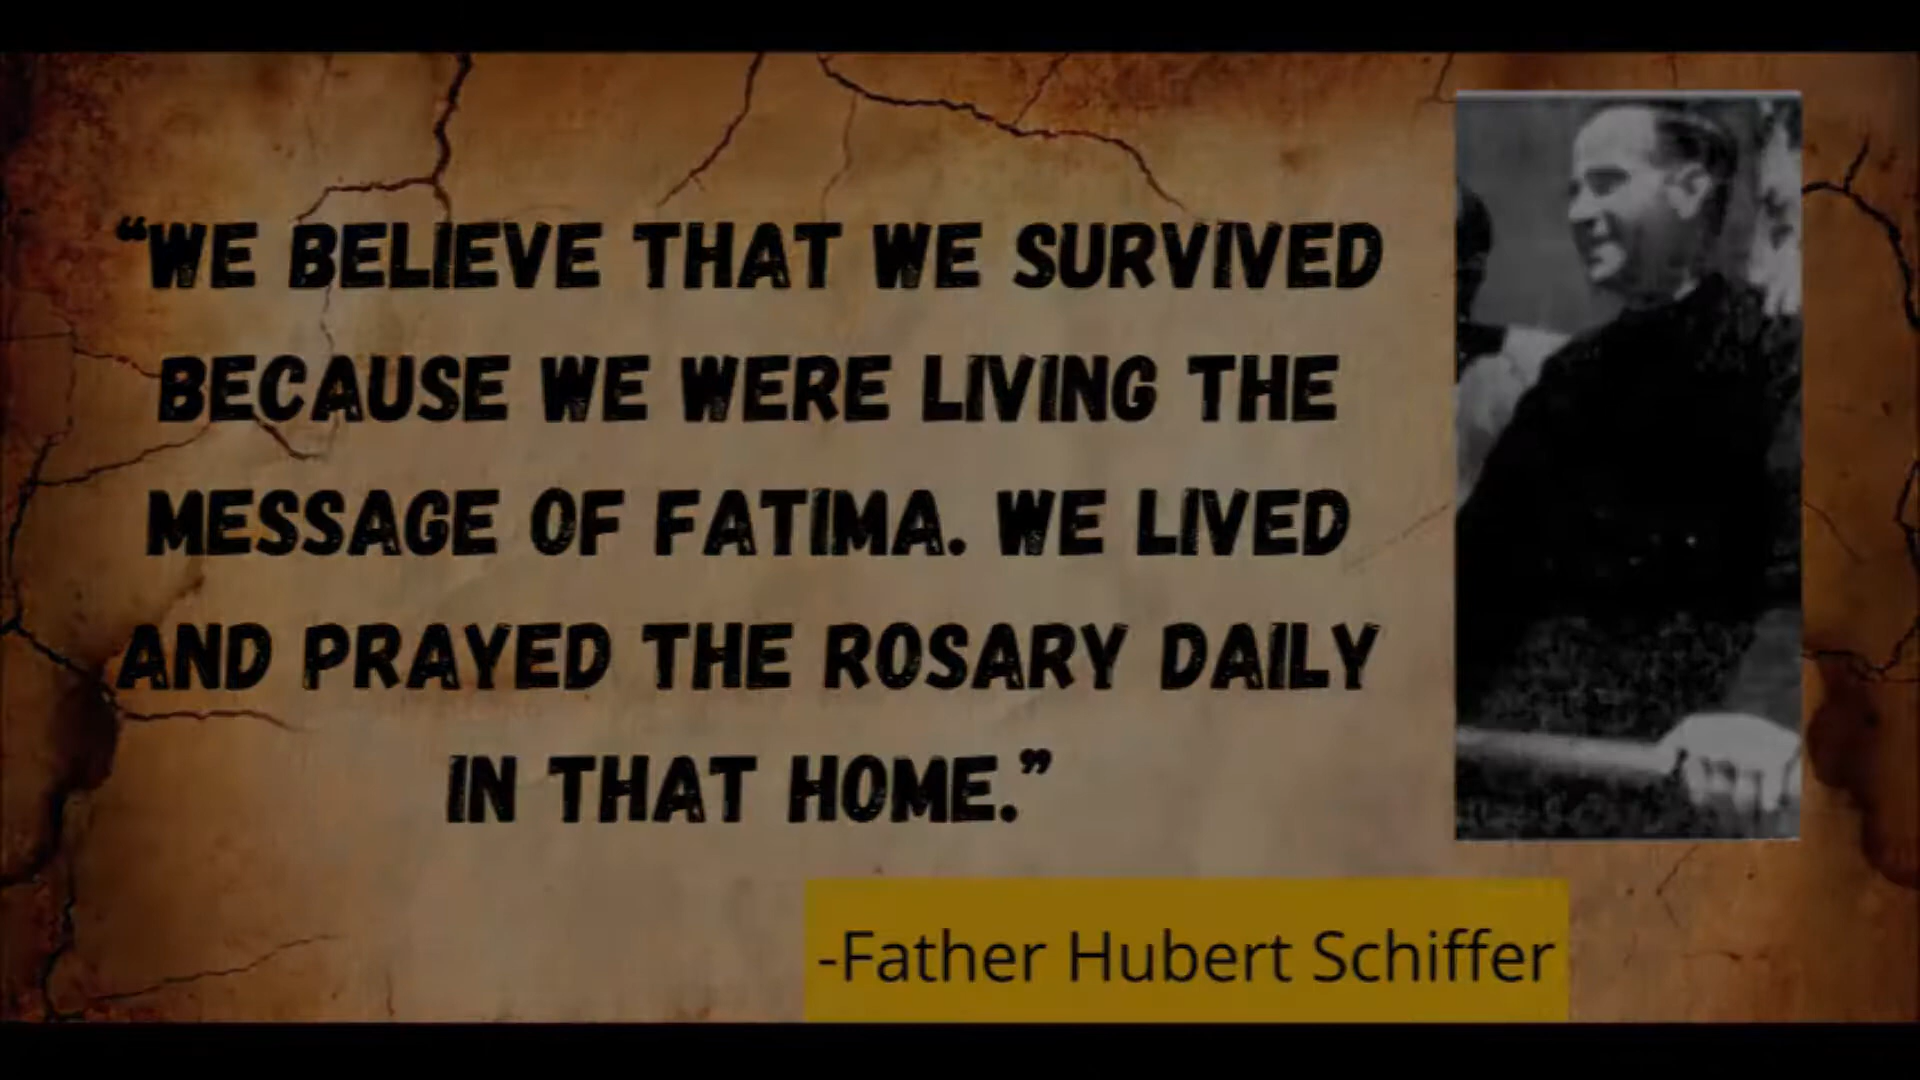 “WE BELIEVE THAT WE SURVIVED
BECAUSE WE WERE LIVING THE
MESSAGE OF FATIMA. WE LIVED
AND PRAYED THE ROSARY DAILY
IN THAT HOME.”
-Father Hubert Schiffer